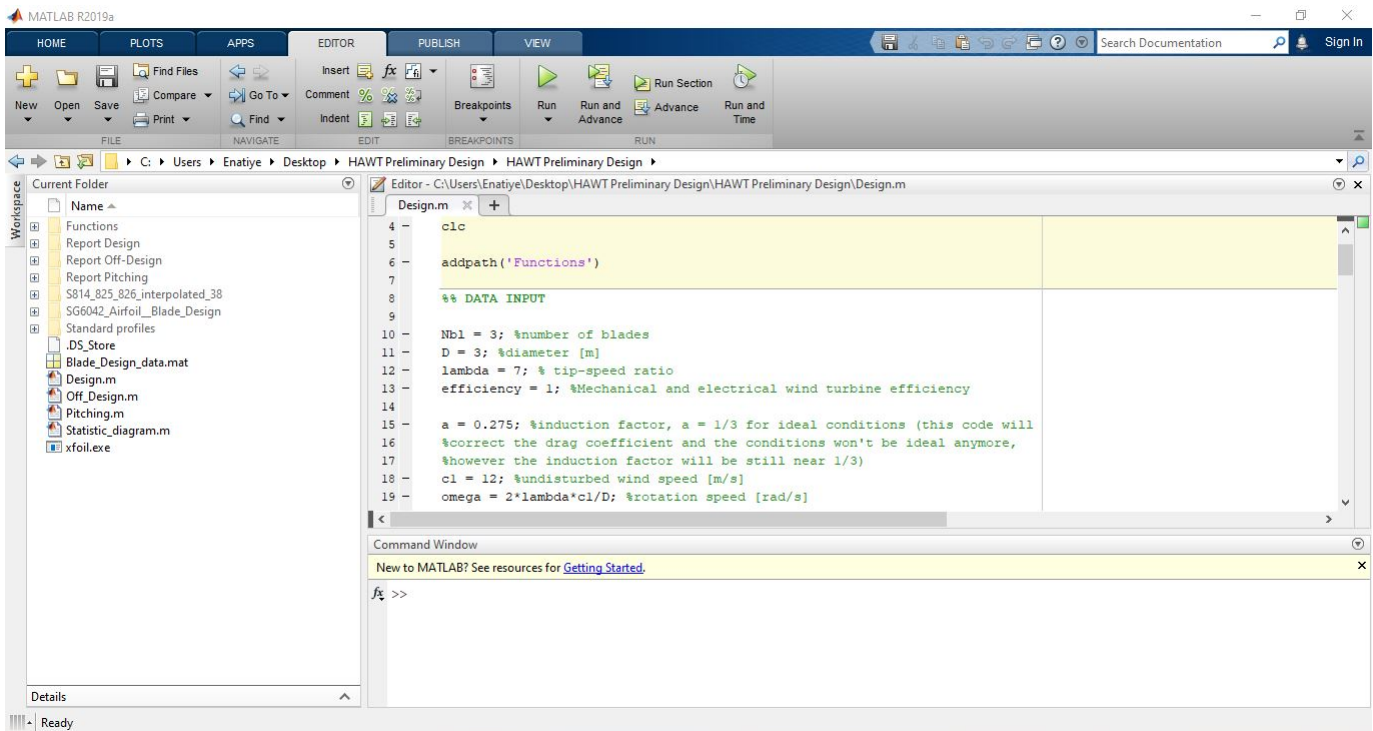 MATLAB R2019a
HOME PLOTS APPS EDITOR PUBLISH VIEW Search Documentation Sign In
New Open Save Find Files Compare Print Go To Find Insert fx Comment Indent Breakpoints Run Run and Advance Run Section Advance Run and Time
FILE NAVIGATE EDIT BREAKPOINTS RUN
C: Users Enatiye Desktop HAWT Preliminary Design HAWT Preliminary Design
Workspace
Current Folder
Name
Functions
Report Design
Report Off-Design
Report Pitching
S814_825_826_interpolated_38
SG6042_Airfoil__Blade_Design
Standard profiles
.DS_Store
Blade_Design_data.mat
Design.m
Off_Design.m
Pitching.m
Statistic_diagram.m
xfoil.exe
Details
Editor - C:\Users\Enatiye\Desktop\HAWT Preliminary Design\HAWT Preliminary Design\Design.m
Design.m
4 – clc
5
6 – addpath('Functions')
7
8 %% DATA INPUT
9
10 – Nbl = 3; %number of blades
11 – D = 3; %diameter [m]
12 – lambda = 7; % tip-speed ratio
13 – efficiency = 1; %Mechanical and electrical wind turbine efficiency
14
15 – a = 0.275; %induction factor, a = 1/3 for ideal conditions (this code will
16 %correct the drag coefficient and the conditions won't be ideal anymore,
17 %however the induction factor will be still near 1/3)
18 – c1 = 12; %undisturbed wind speed [m/s]
19 – omega = 2*lambda*c1/D; %rotation speed [rad/s]
Command Window
New to MATLAB? See resources for Getting Started.
fx >>
Ready